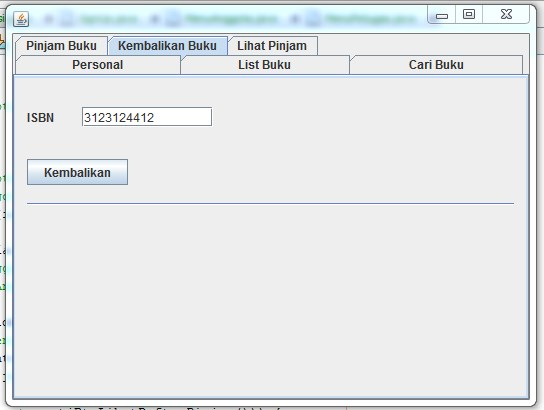 Pinjam Buku Kembalikan Buku Lihat Pinjam
Personal List Buku Cari Buku
ISBN 3123124412
Kembalikan